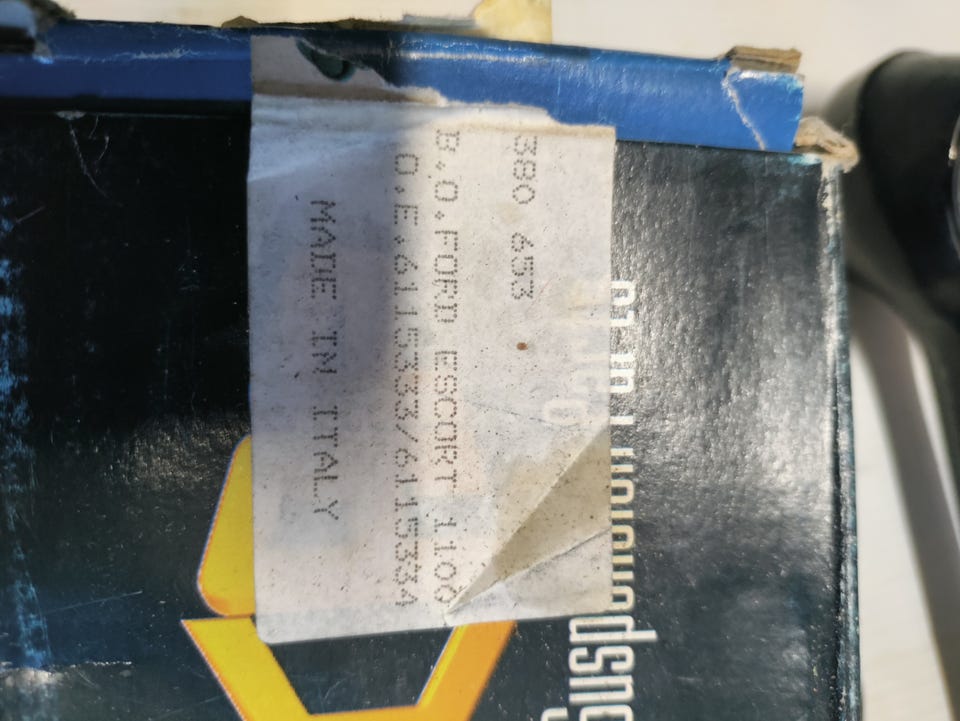 380 653
B.O.FORD ESCORT 1100
O.E.6115333/6115334
MADE IN ITALY